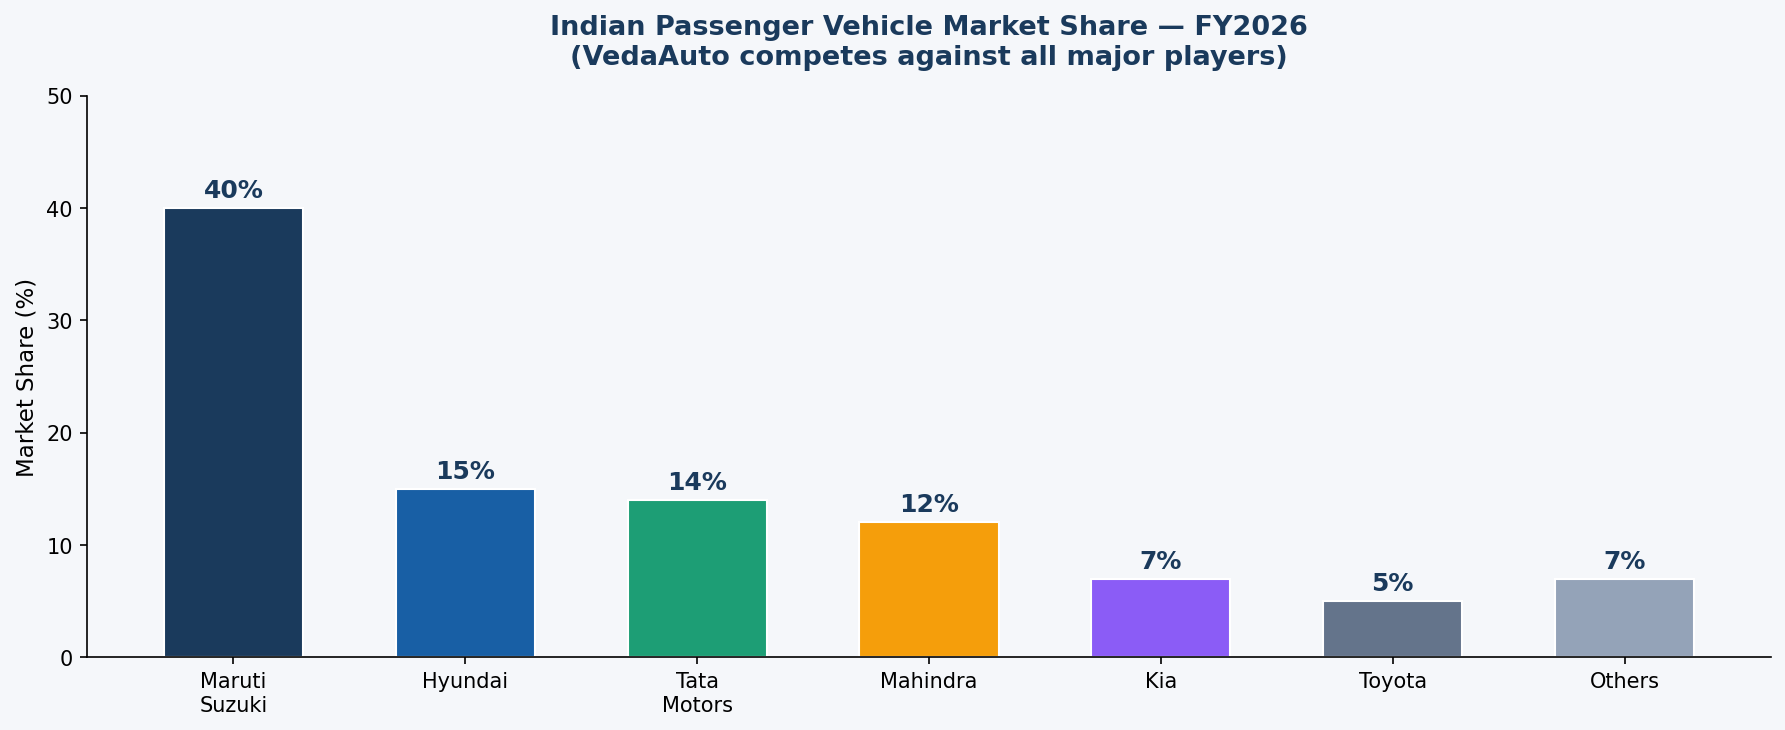 Indian Passenger Vehicle Market Share — FY2026
(VedaAuto competes against all major players)
Market Share (%)
50
40
30
20
10
0
40%
15%
14%
12%
7%
5%
7%
Maruti
Suzuki
Hyundai
Tata
Motors
Mahindra
Kia
Toyota
Others